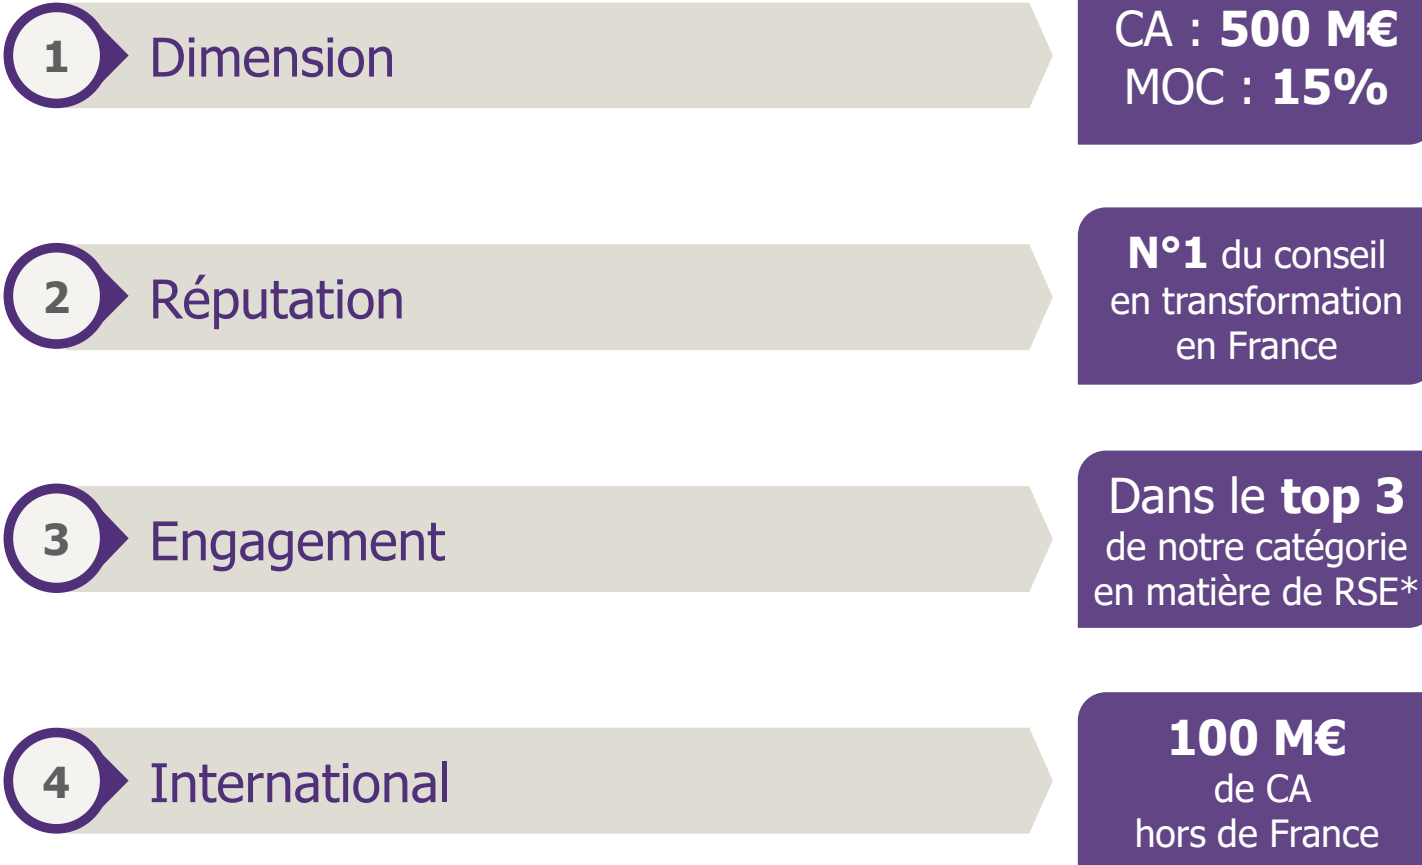 1
Dimension
CA : 500 M€
MOC : 15%
2
Réputation
N°1 du conseil
en transformation
en France
3
Engagement
Dans le top 3
de notre catégorie
en matière de RSE*
4
International
100 M€
de CA
hors de France